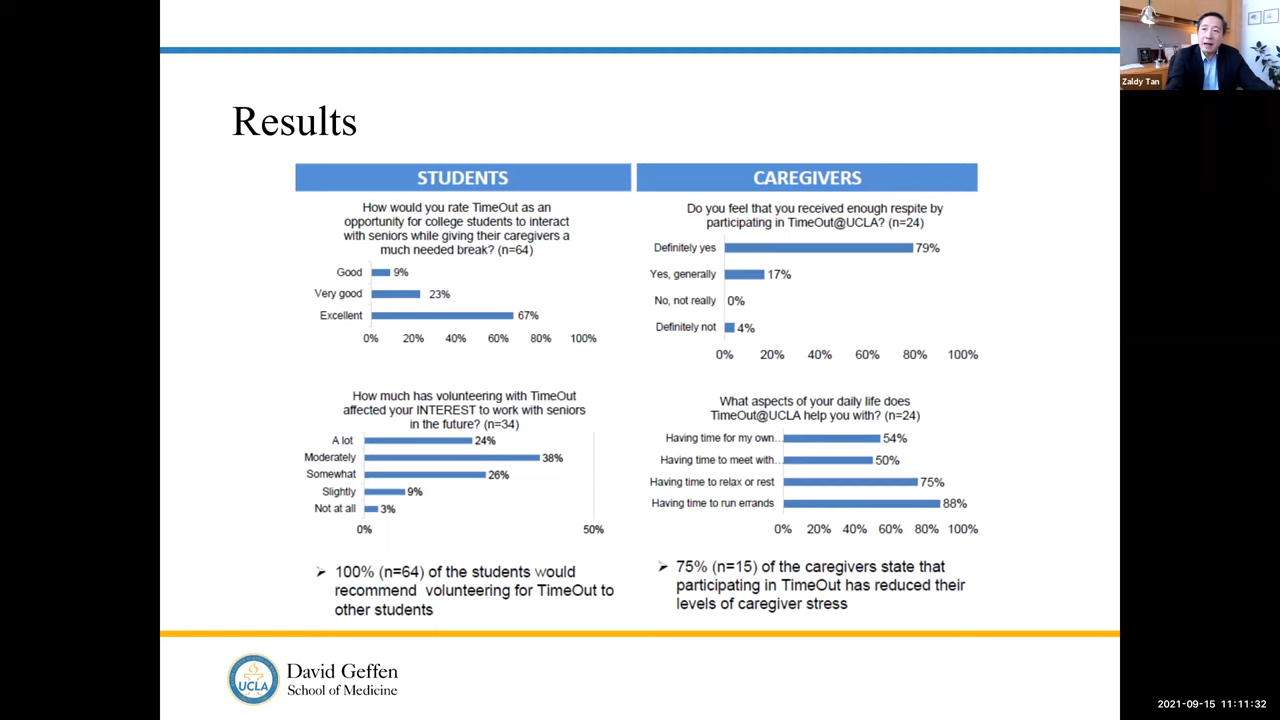 Zaldy Tan
Results
STUDENTS
How would you rate TimeOut as an
opportunity for college students to interact
with seniors while giving their caregivers a
much needed break? (n=64)
Good 9%
Very good 23%
Excellent 67%
0% 20% 40% 60% 80% 100%
How much has volunteering with TimeOut
affected your INTEREST to work with seniors
in the future? (n=34)
A lot 24%
Moderately 38%
Somewhat 26%
Slightly 9%
Not at all 3%
0% 50%
➢ 100% (n=64) of the students would
recommend volunteering for TimeOut to
other students
CAREGIVERS
Do you feel that you received enough respite by
participating in TimeOut@UCLA? (n=24)
Definitely yes 79%
Yes, generally 17%
No, not really 0%
Definitely not 4%
0% 20% 40% 60% 80% 100%
What aspects of your daily life does
TimeOut@UCLA help you with? (n=24)
Having time for my own... 54%
Having time to meet with... 50%
Having time to relax or rest 75%
Having time to run errands 88%
0% 20% 40% 60% 80% 100%
➢ 75% (n=15) of the caregivers state that
participating in TimeOut has reduced their
levels of caregiver stress
UCLA
David Geffen
School of Medicine
2021-09-15 11:11:32